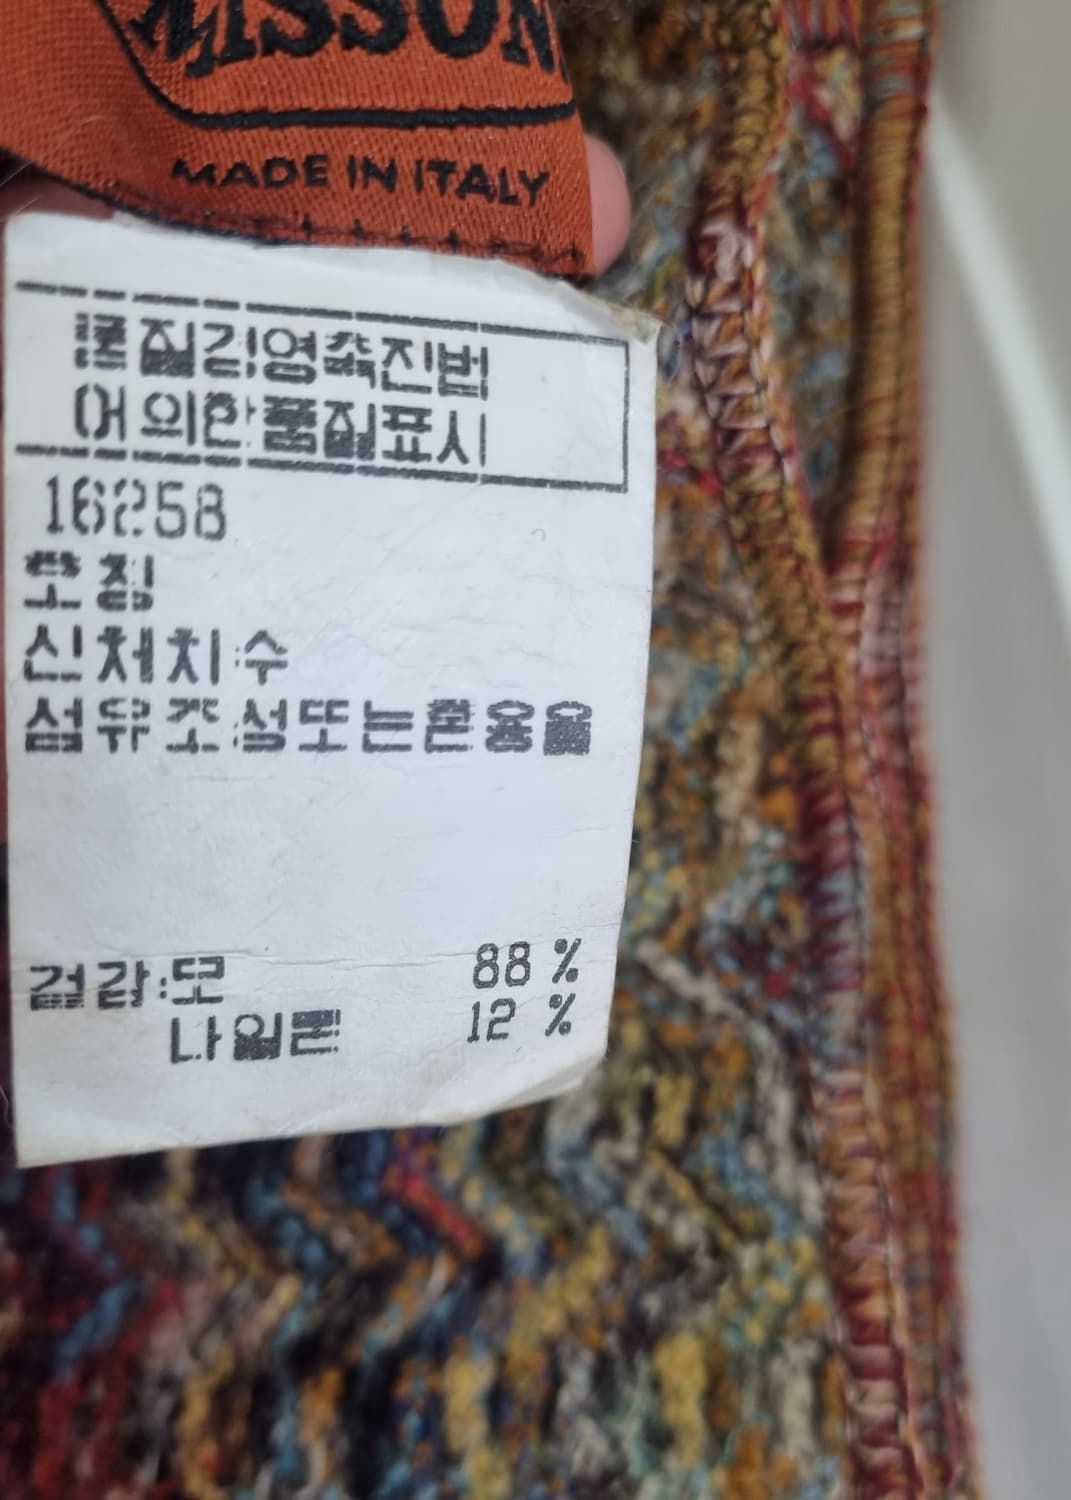 MISSONI
MADE IN ITALY
품질경영촉진법
에의한품질표시
16258
호칭
신체치수
섬유조성또는혼용율
겉감:모 88 %
나일론 12 %